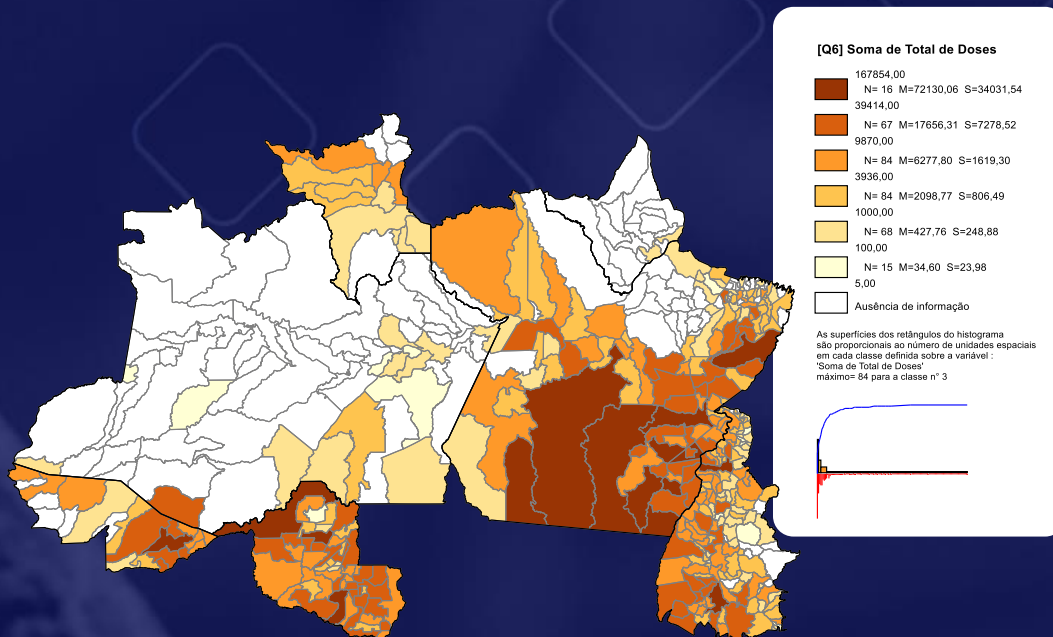 [Q6] Soma de Total de Doses
167854,00
N= 16 M=72130,06 S=34031,54
39414,00
N= 67 M=17656,31 S=7278,52
9870,00
N= 84 M=6277,80 S=1619,30
3936,00
N= 84 M=2098,77 S=806,49
1000,00
N= 68 M=427,76 S=248,88
100,00
N= 15 M=34,60 S=23,98
5,00
Ausência de informação
As superfícies dos retângulos do histograma
são proporcionais ao número de unidades espaciais
em cada classe definida sobre a variável :
'Soma de Total de Doses'
máximo= 84 para a classe n° 3